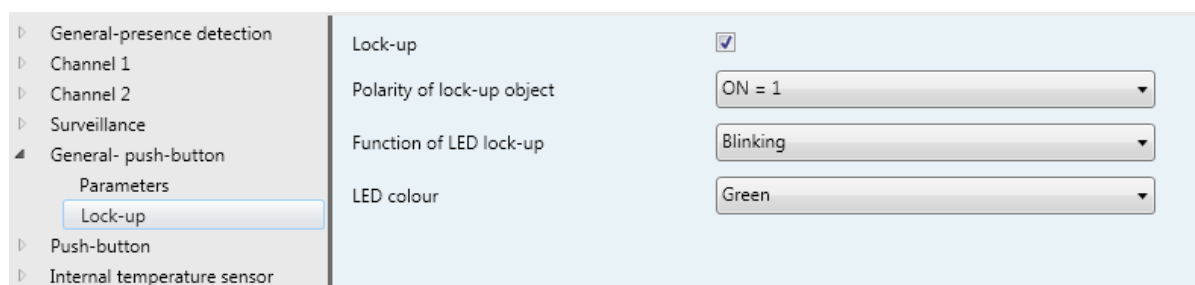 General-presence detection
Channel 1
Channel 2
Surveillance
General- push-button
Parameters
Lock-up
Push-button
Internal temperature sensor
Lock-up
Polarity of lock-up object ON = 1
Function of LED lock-up Blinking
LED colour Green